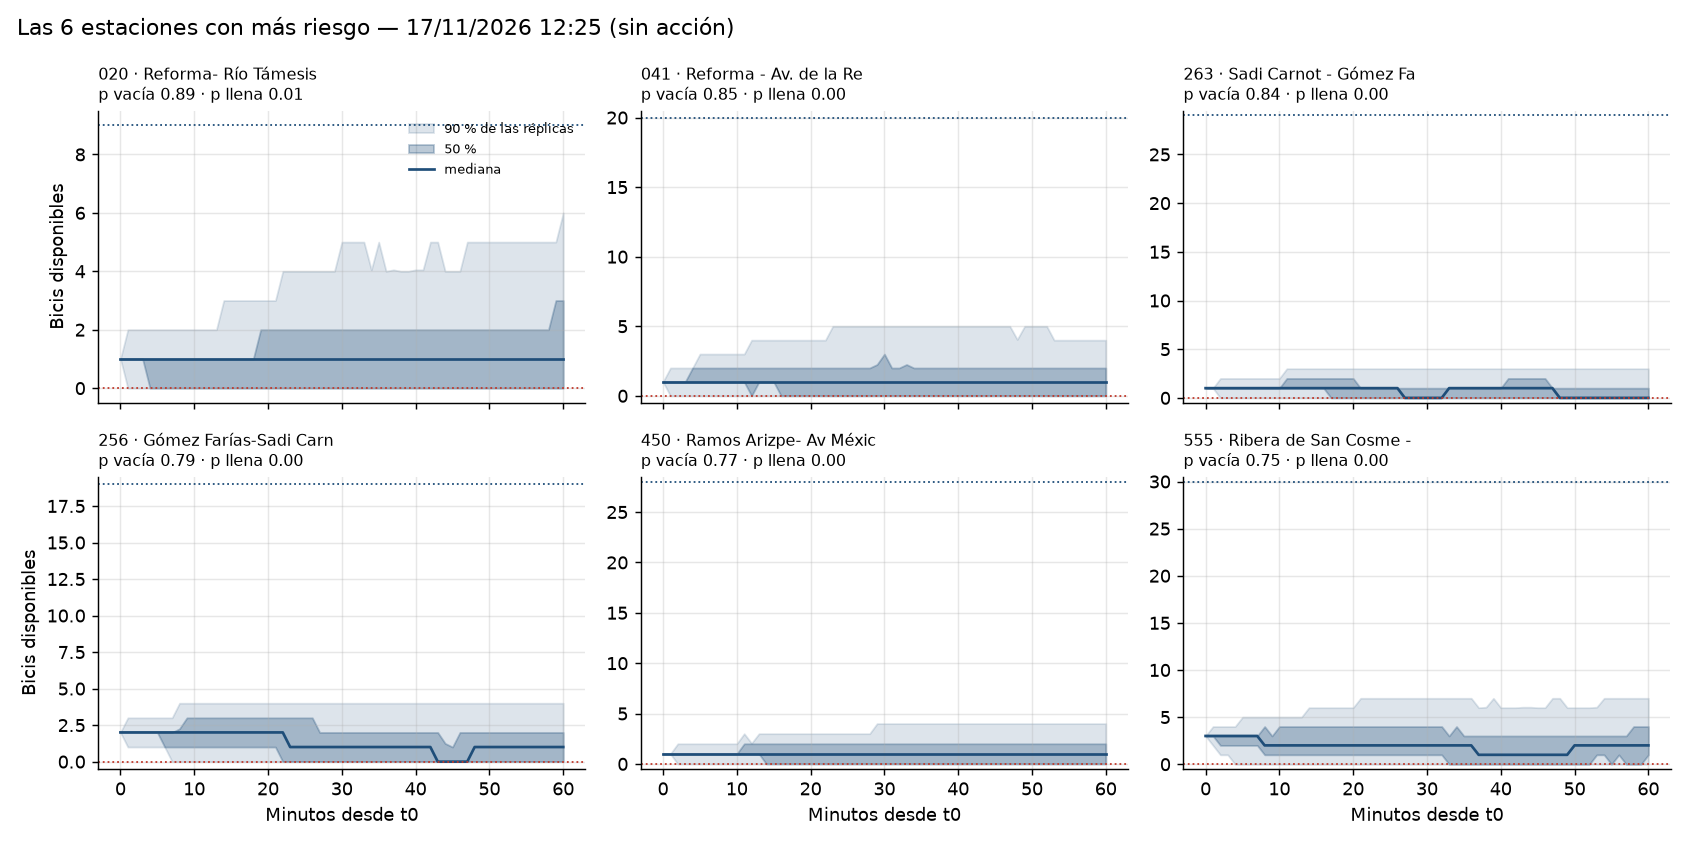 Las 6 estaciones con más riesgo — 17/11/2026 12:25 (sin acción)
020 · Reforma- Río Támesis
p vacía 0.89 · p llena 0.01
90 % de las réplicas
50 %
mediana
Bicis disponibles
8
6
4
2
0
041 · Reforma - Av. de la Re
p vacía 0.85 · p llena 0.00
20
15
10
5
0
263 · Sadi Carnot - Gómez Fa
p vacía 0.84 · p llena 0.00
25
20
15
10
5
0
256 · Gómez Farías-Sadi Carn
p vacía 0.79 · p llena 0.00
Bicis disponibles
17.5
15.0
12.5
10.0
7.5
5.0
2.5
0.0
0 10 20 30 40 50 60
Minutos desde t0
450 · Ramos Arizpe- Av Méxic
p vacía 0.77 · p llena 0.00
25
20
15
10
5
0
0 10 20 30 40 50 60
Minutos desde t0
555 · Ribera de San Cosme -
p vacía 0.75 · p llena 0.00
30
25
20
15
10
5
0
0 10 20 30 40 50 60
Minutos desde t0